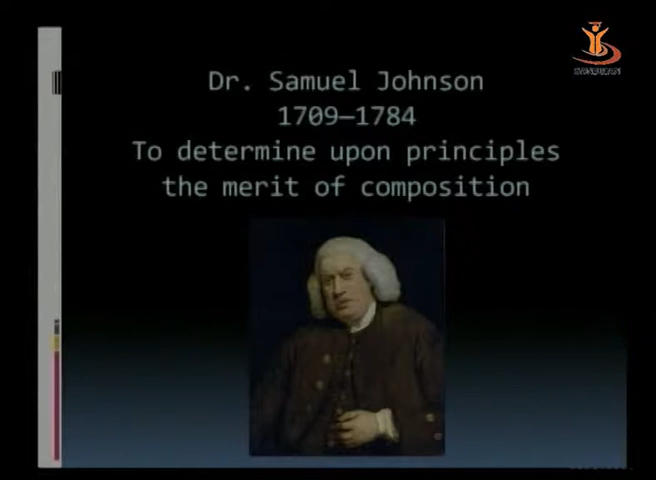 Dr. Samuel Johnson
1709—1784
To determine upon principles
the merit of composition